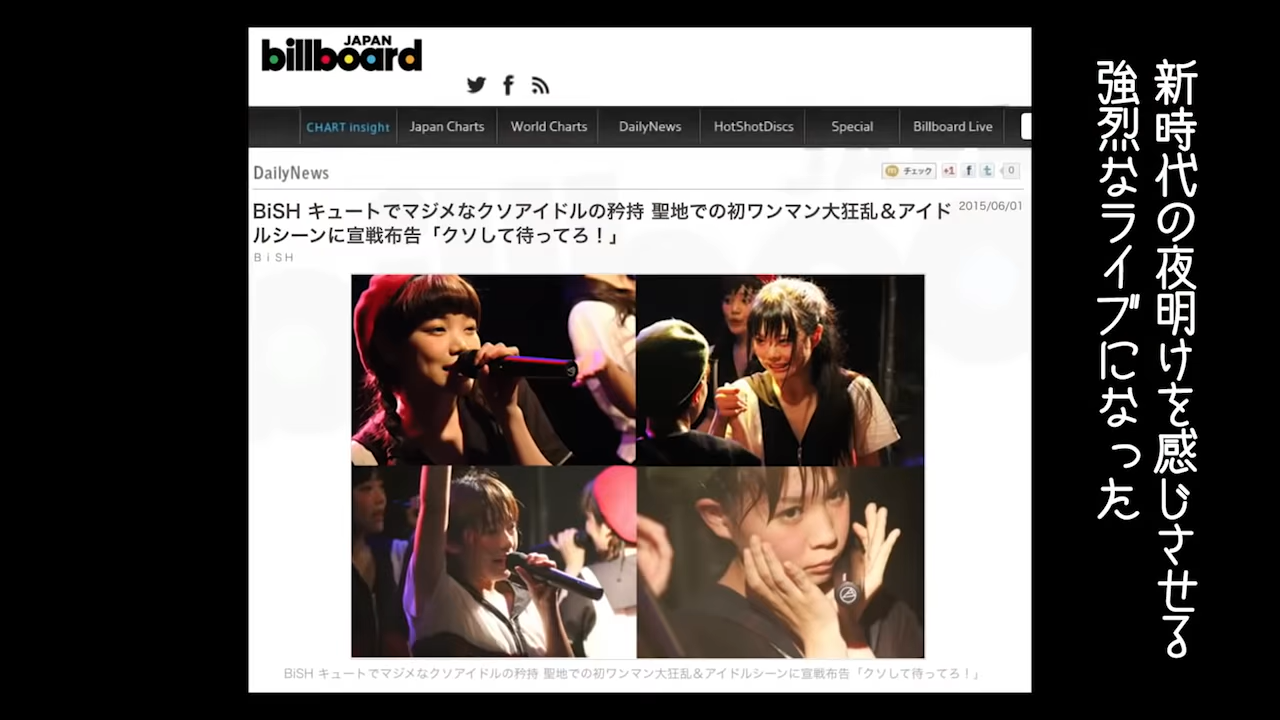 新時代の夜明けを感じさせる
強烈なライブになった
billboard JAPAN
CHART insight Japan Charts World Charts DailyNews HotShotDiscs Special Billboard Live
DailyNews
m チェック +1 f t 0
BiSH キュートでマジメなクソアイドルの矜持 聖地での初ワンマン大狂乱＆アイド
ルシーンに宣戦布告「クソして待ってろ！」
2015/06/01
BiSH
BiSH キュートでマジメなクソアイドルの矜持 聖地での初ワンマン大狂乱＆アイドルシーンに宣戦布告「クソして待ってろ！」